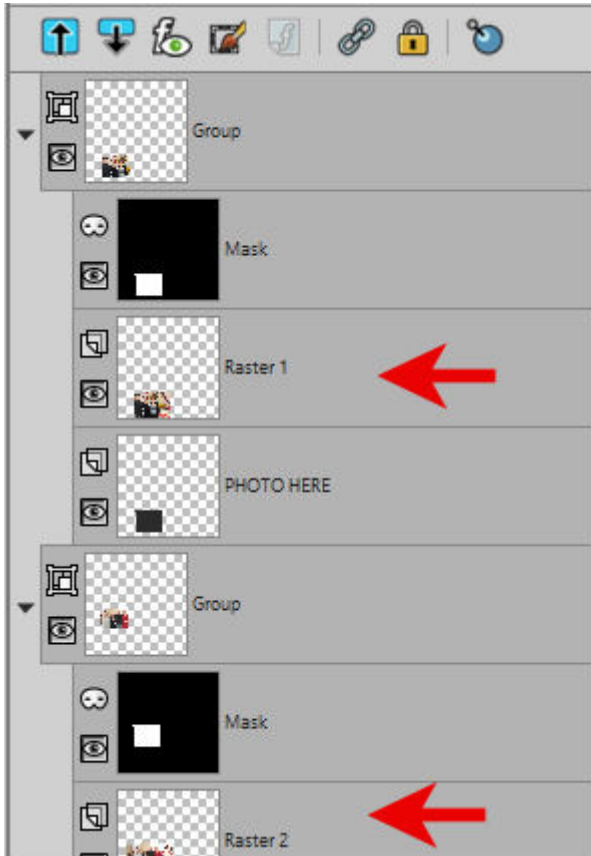 Group
Mask
Raster 1
PHOTO HERE
Group
Mask
Raster 2